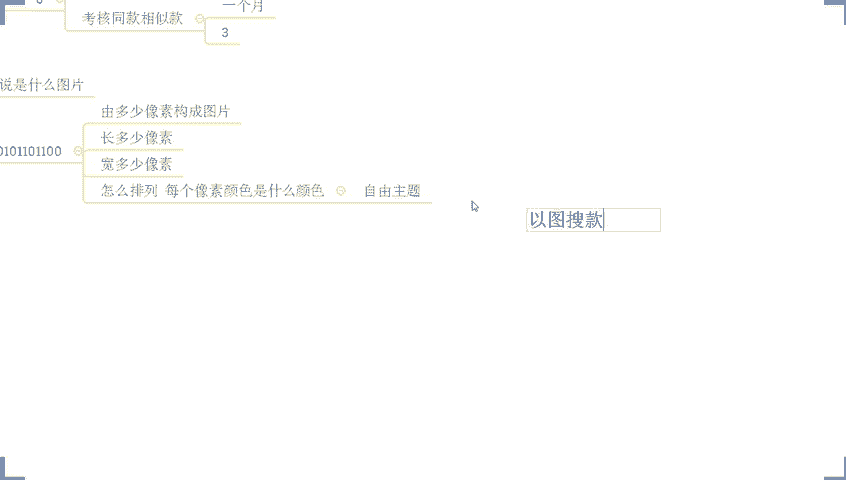 一个月
考核同款相似款
3
说是什么图片
由多少像素构成图片
长多少像素
0101101100
宽多少像素
怎么排列 每个像素颜色是什么颜色
自由主题
以图搜款